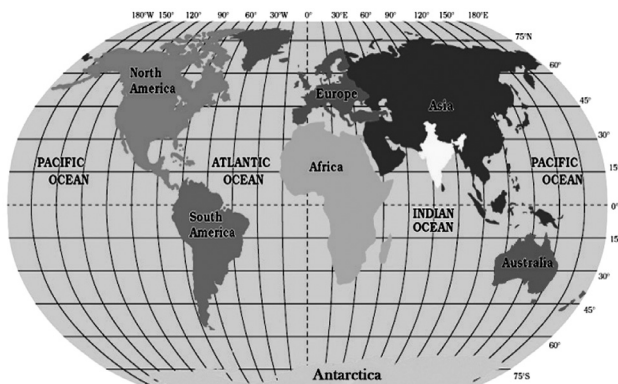 180°W 150° 120° 90° 60° 30°W 0° 30°E 60° 90° 120° 150° 180°E
75°N
60°
45°
30°
15°
0°
15°
30°
45°
60°
75°S
North
America
Europe
Asia
PACIFIC
OCEAN
ATLANTIC
OCEAN
Africa
PACIFIC
OCEAN
South
America
INDIAN
OCEAN
Australia
Antarctica